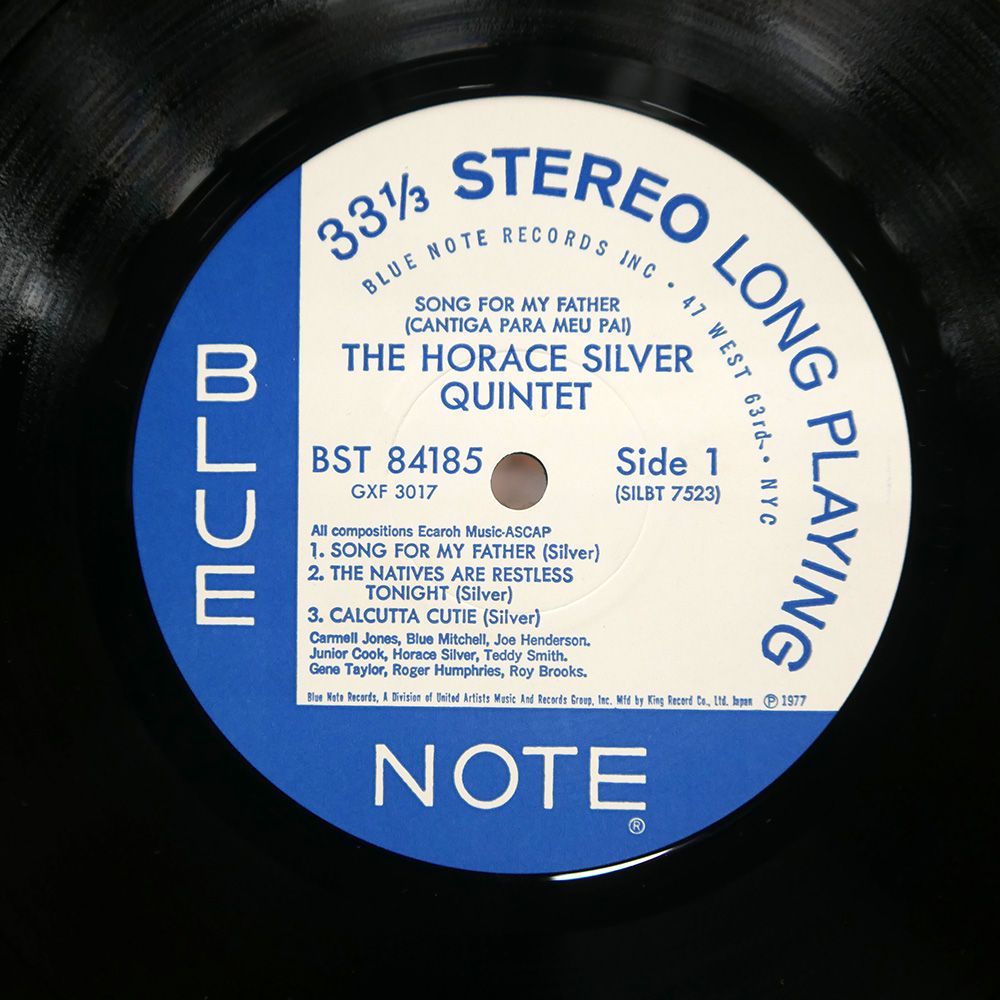 33⅓ STEREO LONG PLAYING
BLUE NOTE RECORDS INC • 47 WEST 63rd • NYC
SONG FOR MY FATHER
(CANTIGA PARA MEU PAI)
THE HORACE SILVER
QUINTET
BST 84185
GXF 3017
Side 1
(SILBT 7523)
All compositions Ecaroh Music-ASCAP
1. SONG FOR MY FATHER (Silver)
2. THE NATIVES ARE RESTLESS
TONIGHT (Silver)
3. CALCUTTA CUTIE (Silver)
Carmell Jones, Blue Mitchell, Joe Henderson.
Junior Cook, Horace Silver, Teddy Smith.
Gene Taylor, Roger Humphries, Roy Brooks.
Blue Note Records, A Division of United Artists Music And Records Group, Inc. Mfd by King Record Co., Ltd. Japan ℗ 1977
BLUE
NOTE
®